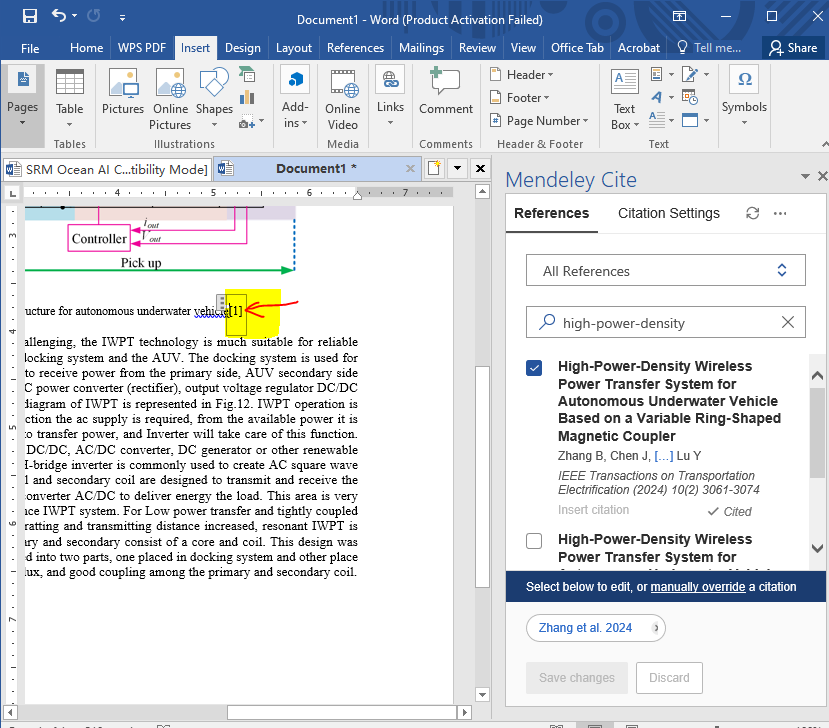 Document1 - Word (Product Activation Failed)
File Home WPS PDF Insert Design Layout References Mailings Review View Office Tab Acrobat Tell me... Share
Pages
Table
Pictures
Online Pictures
Shapes
Add-ins
Online Video
Links
Comment
Header
Footer
Page Number
Text Box
Symbols
Tables Illustrations Media Comments Header & Footer Text
SRM Ocean AI C...tibility Mode] Document1 *
4 5 6 7
3
4
5
6
7
Controller
iout
Vout
Pick up
ucture for autonomous underwater vehicle[1]
allenging, the IWPT technology is much suitable for reliable
docking system and the AUV. The docking system is used for
to receive power from the primary side, AUV secondary side
C power converter (rectifier), output voltage regulator DC/DC
diagram of IWPT is represented in Fig.12. IWPT operation is
ction the ac supply is required, from the available power it is
to transfer power, and Inverter will take care of this function.
DC/DC, AC/DC converter, DC generator or other renewable
H-bridge inverter is commonly used to create AC square wave
l and secondary coil are designed to transmit and receive the
converter AC/DC to deliver energy the load. This area is very
nce IWPT system. For Low power transfer and tightly coupled
ratting and transmitting distance increased, resonant IWPT is
ary and secondary consist of a core and coil. This design was
d into two parts, one placed in docking system and other place
lux, and good coupling among the primary and secondary coil.
Mendeley Cite
References Citation Settings
All References
high-power-density
High-Power-Density Wireless
Power Transfer System for
Autonomous Underwater Vehicle
Based on a Variable Ring-Shaped
Magnetic Coupler
Zhang B, Chen J, [...] Lu Y
IEEE Transactions on Transportation
Electrification (2024) 10(2) 3061-3074
Insert citation Cited
High-Power-Density Wireless
Power Transfer System for
Select below to edit, or manually override a citation
Zhang et al. 2024
Save changes Discard